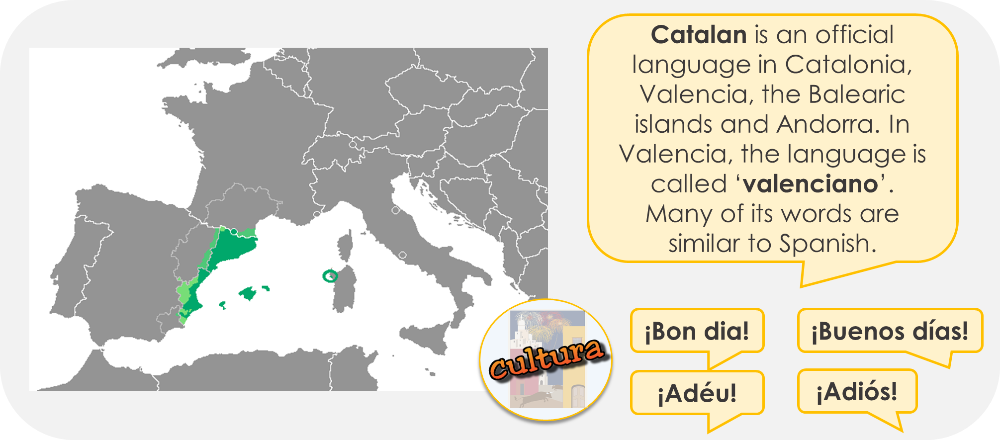 Catalan is an official
language in Catalonia,
Valencia, the Balearic
islands and Andorra. In
Valencia, the language is
called ‘valenciano’.
Many of its words are
similar to Spanish.
cultura
¡Bon dia!
¡Buenos días!
¡Adéu!
¡Adiós!